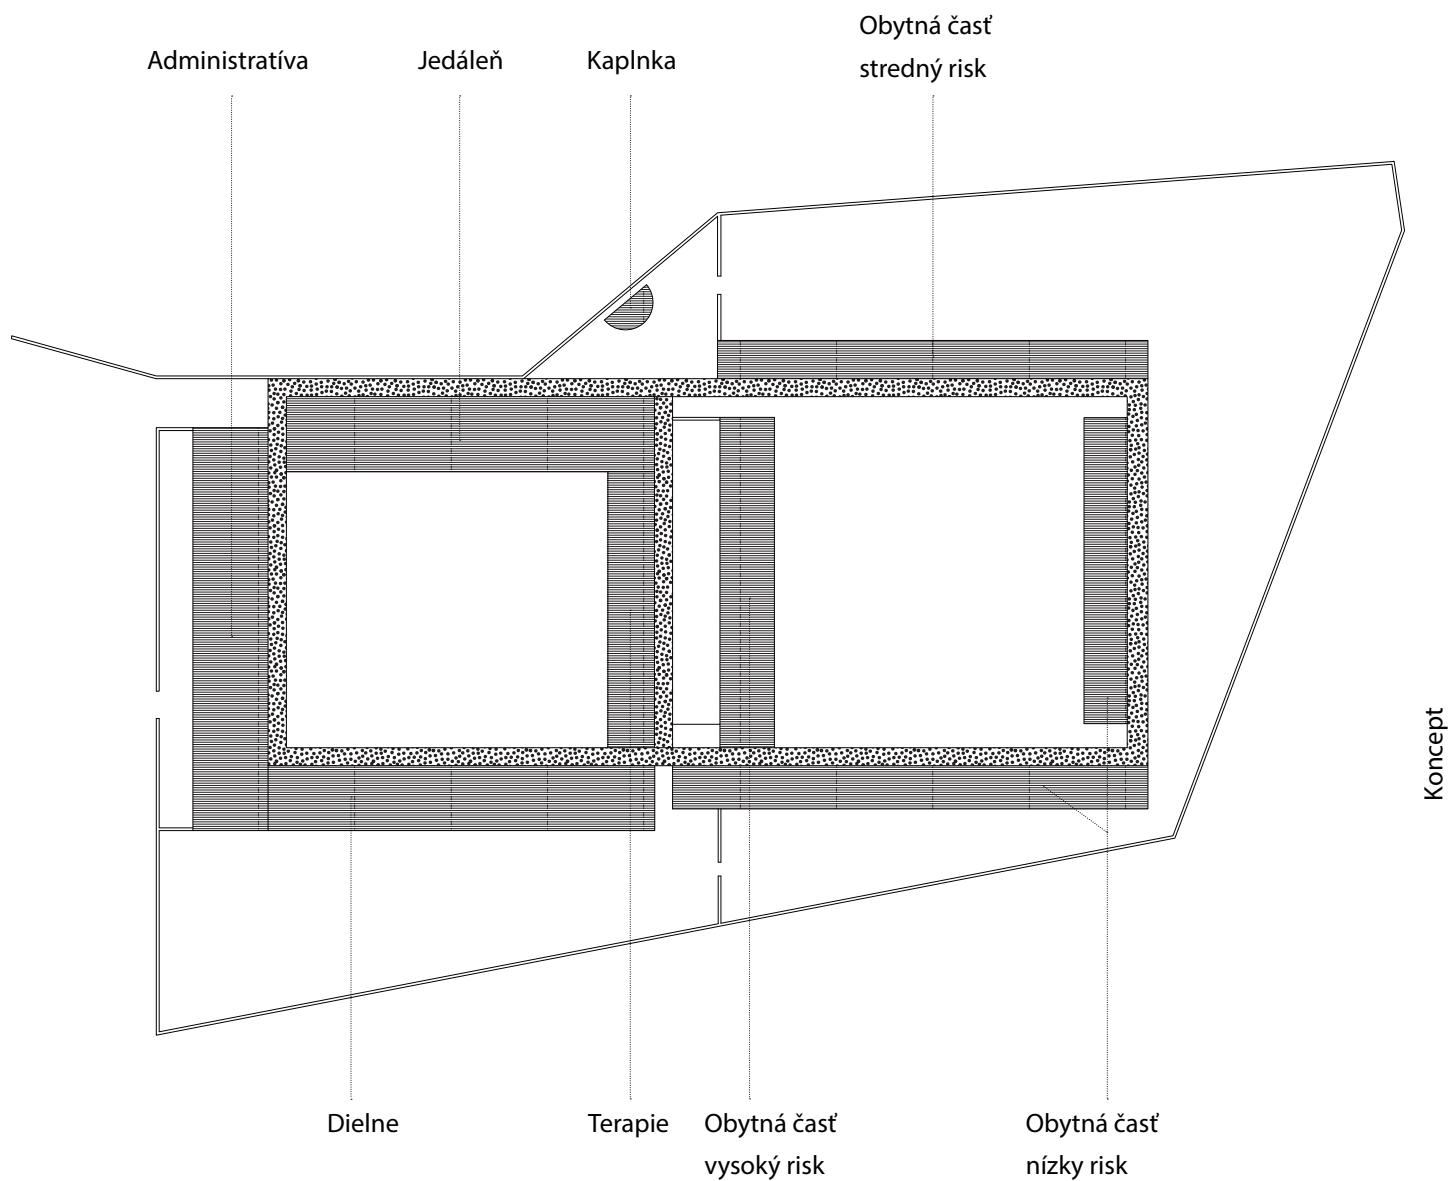 Administratíva
Jedáleň
Kaplnka
Obytná časť
stredný risk
Koncept
Dielne
Terapie
Obytná časť
vysoký risk
Obytná časť
nízky risk